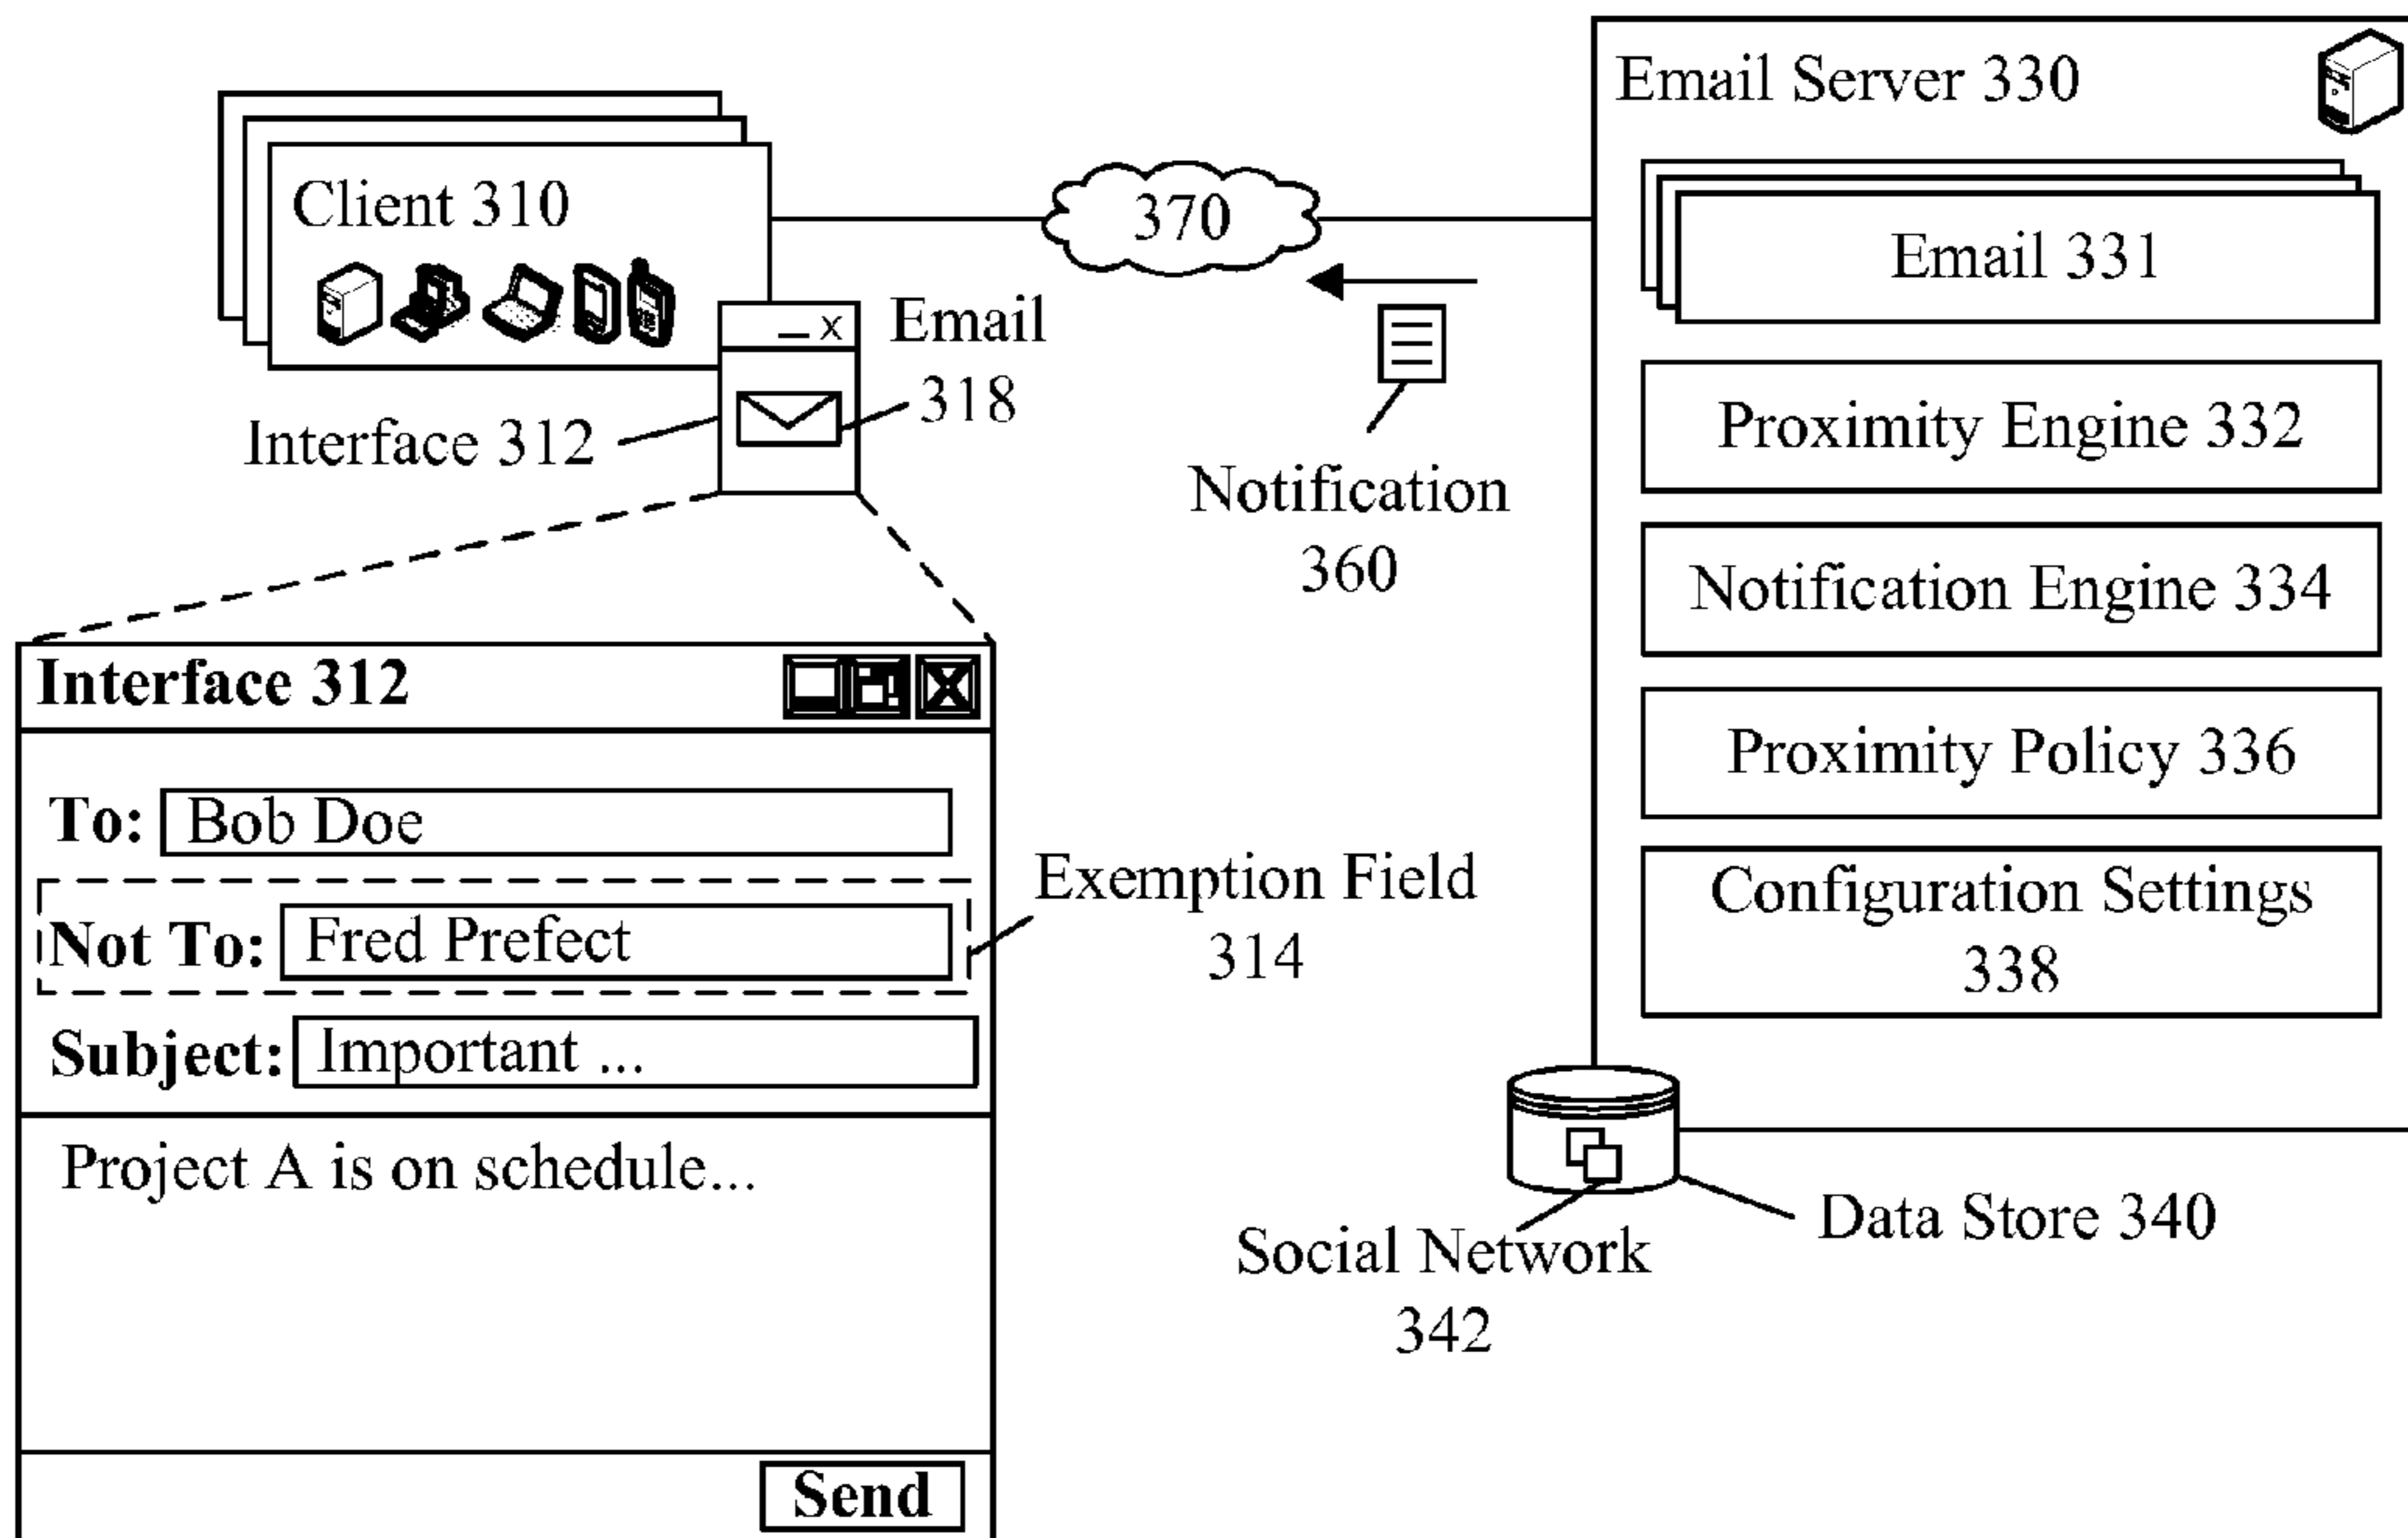 Email Server 330
Client 310
370
Email 331
Email
318
Interface 312
_ x
Proximity Engine 332
Notification
360
Notification Engine 334
Interface 312
Proximity Policy 336
To: Bob Doe
Exemption Field
314
Not To: Fred Prefect
Configuration Settings
338
Subject: Important ...
Project A is on schedule...
Data Store 340
Social Network
342
Send